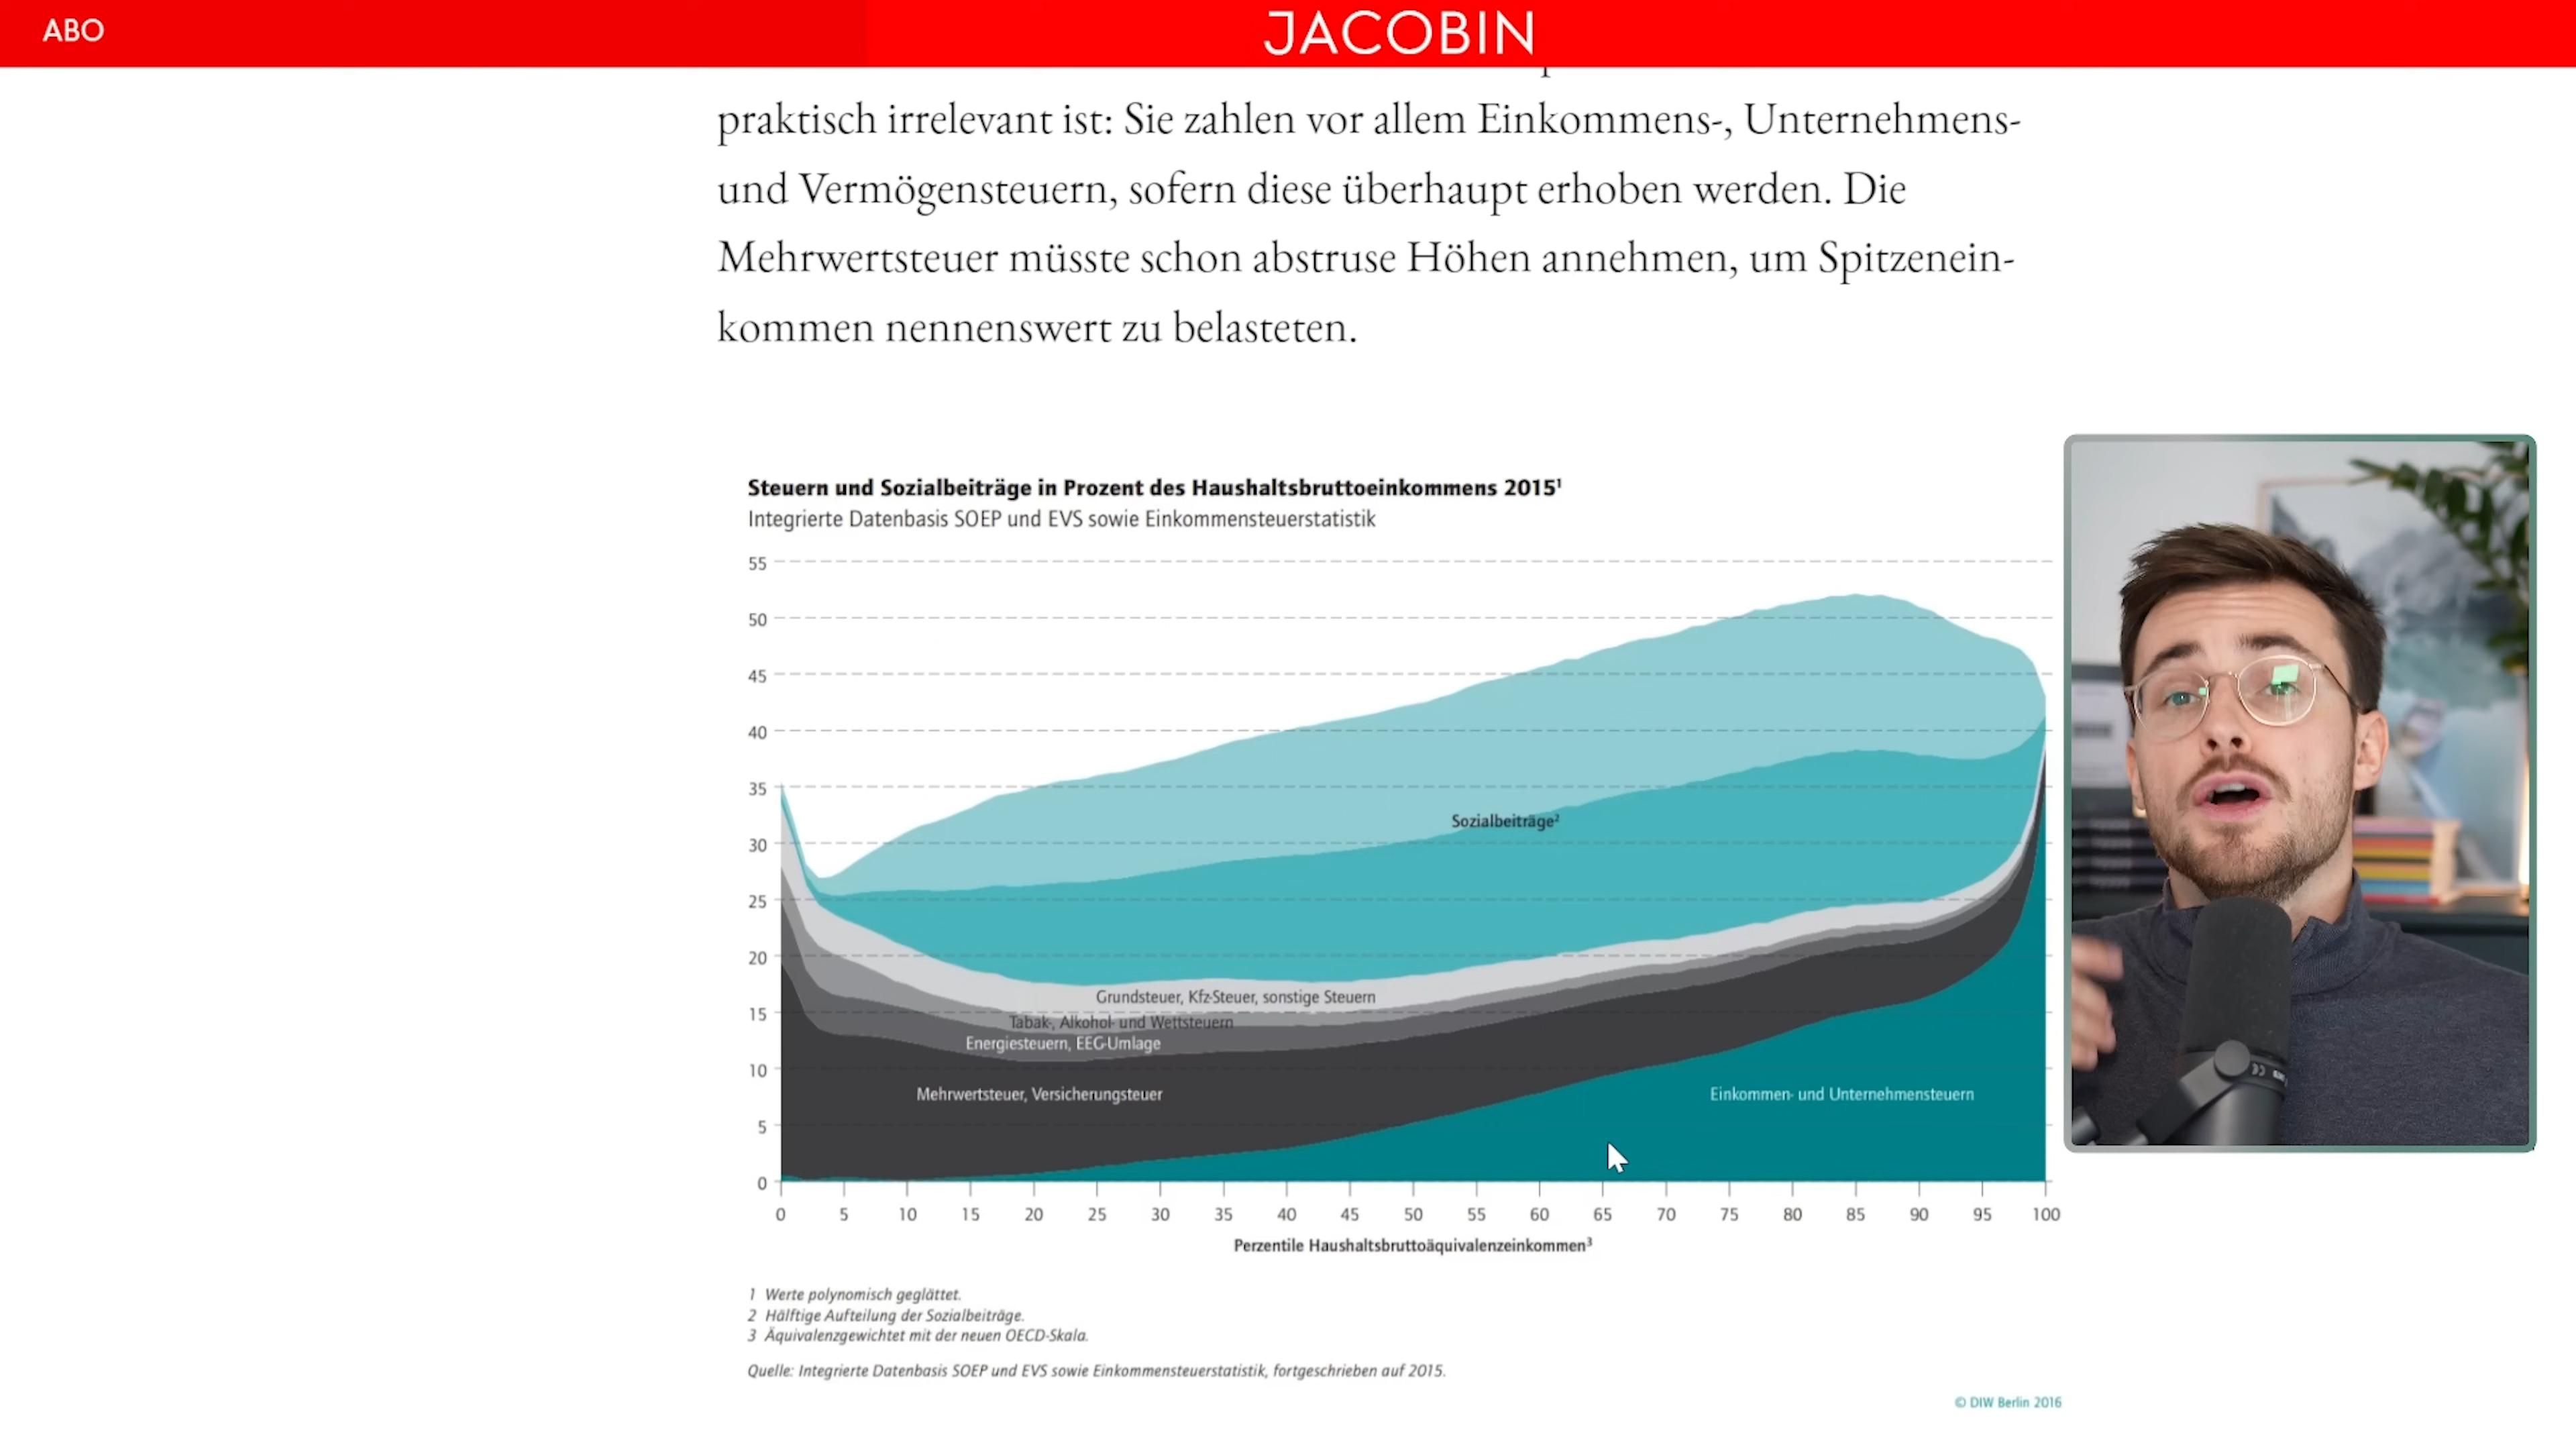 ABO
JACOBIN
praktisch irrelevant ist: Sie zahlen vor allem Einkommens-, Unternehmens-
und Vermögensteuern, sofern diese überhaupt erhoben werden. Die
Mehrwertsteuer müsste schon abstruse Höhen annehmen, um Spitzenein-
kommen nennenswert zu belasteten.
Steuern und Sozialbeiträge in Prozent des Haushaltsbruttoeinkommens 2015¹
Integrierte Datenbasis SOEP und EVS sowie Einkommensteuerstatistik
55
50
45
40
35
30
25
20
15
10
5
0
Sozialbeiträge²
Grundsteuer, Kfz-Steuer, sonstige Steuern
Tabak-, Alkohol- und Wettsteuern
Energiesteuern, EEG-Umlage
Mehrwertsteuer, Versicherungsteuer
Einkommen- und Unternehmensteuern
0 5 10 15 20 25 30 35 40 45 50 55 60 65 70 75 80 85 90 95 100
Perzentile Haushaltsbruttoäquivalenzeinkommen³
1 Werte polynomisch geglättet.
2 Hälftige Aufteilung der Sozialbeiträge.
3 Äquivalenzgewichtet mit der neuen OECD-Skala.
Quelle: Integrierte Datenbasis SOEP und EVS sowie Einkommensteuerstatistik, fortgeschrieben auf 2015.
© DIW Berlin 2016